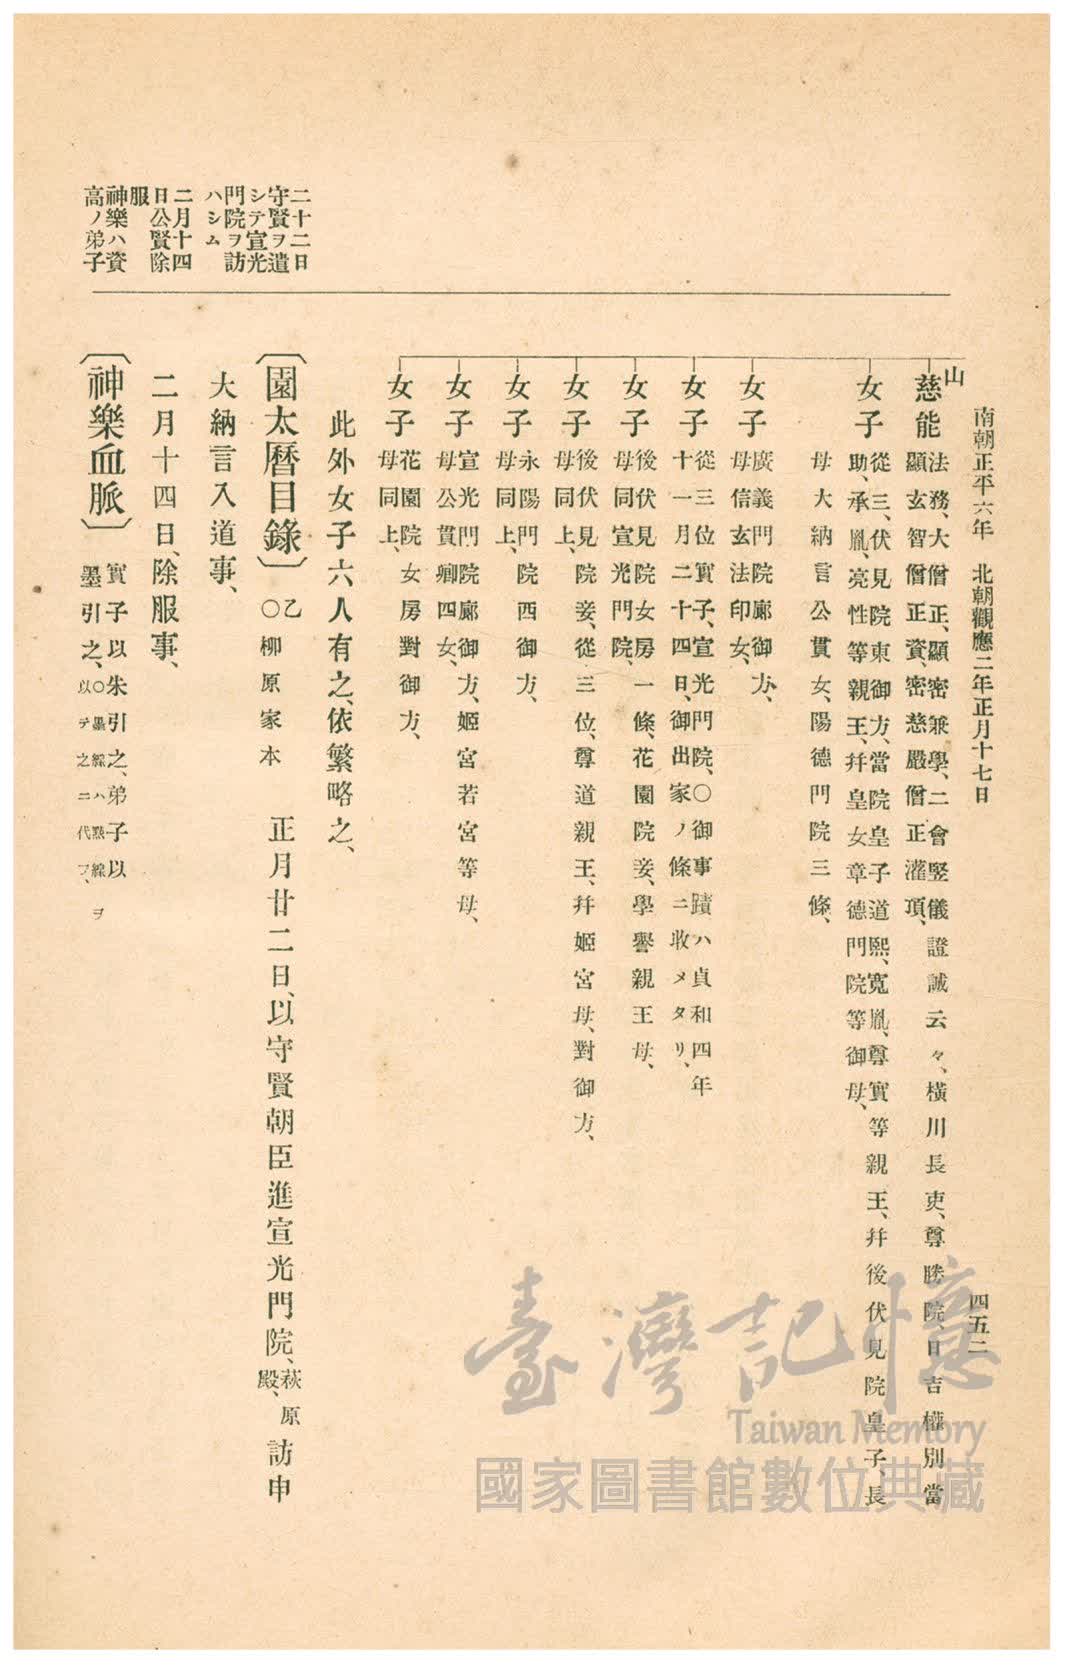 南朝正平六年　北朝觀應二年正月十七日
四五二
山
慈能
法務、大僧正、顯密兼學、二會竪儀證誠云々、橫川長吏、尊勝院、日吉權別當
顯玄智僧正資、密慈嚴僧正灌頂、
女子
從三、伏見院東御方、當院皇子道熙、寬胤、尊實等親王、幷後伏見院皇子、長
助、承胤、亮性等親王、幷皇女章德門院等御母、
母大納言公貫女、陽德門院三條、
女子
廣義門院廊御方、
母信玄法印女、
女子
從三位實子、宣光門院、〇御事蹟ハ貞和四年
十一月二十四日、御出家ノ條ニ收メタリ、
女子
後伏見院女房一條、花園院妾、學譽親王母、
母同宣光門院、
女子
後伏見院妾、從三位、尊道親王、幷姬宮母、對御方、
母同上、
女子
永陽門院西御方、
母同上、
女子
宣光門院廊御方、姬宮若宮等母、
母公貫卿四女、
女子
花園院女房對御方、
母同上、
此外女子六人有之、依繁略之、
〔園太曆目錄〕
乙
〇柳原家本
正月廿二日、以守賢朝臣進宣光門院、
萩原
殿、
訪申
大納言入道事、
二月十四日、除服事、
〔神樂血脈〕
實子以朱引之、弟子以
墨引之、
〇墨線ハ點線ヲ
以テ之ニ代フ、
二十二日
守賢ヲ遣
シテ宣光
門院ヲ訪
ハシム
二月十四
日公賢除
服
神樂ハ資
高ノ弟子
臺灣記憶
Taiwan Memory
國家圖書館數位典藏